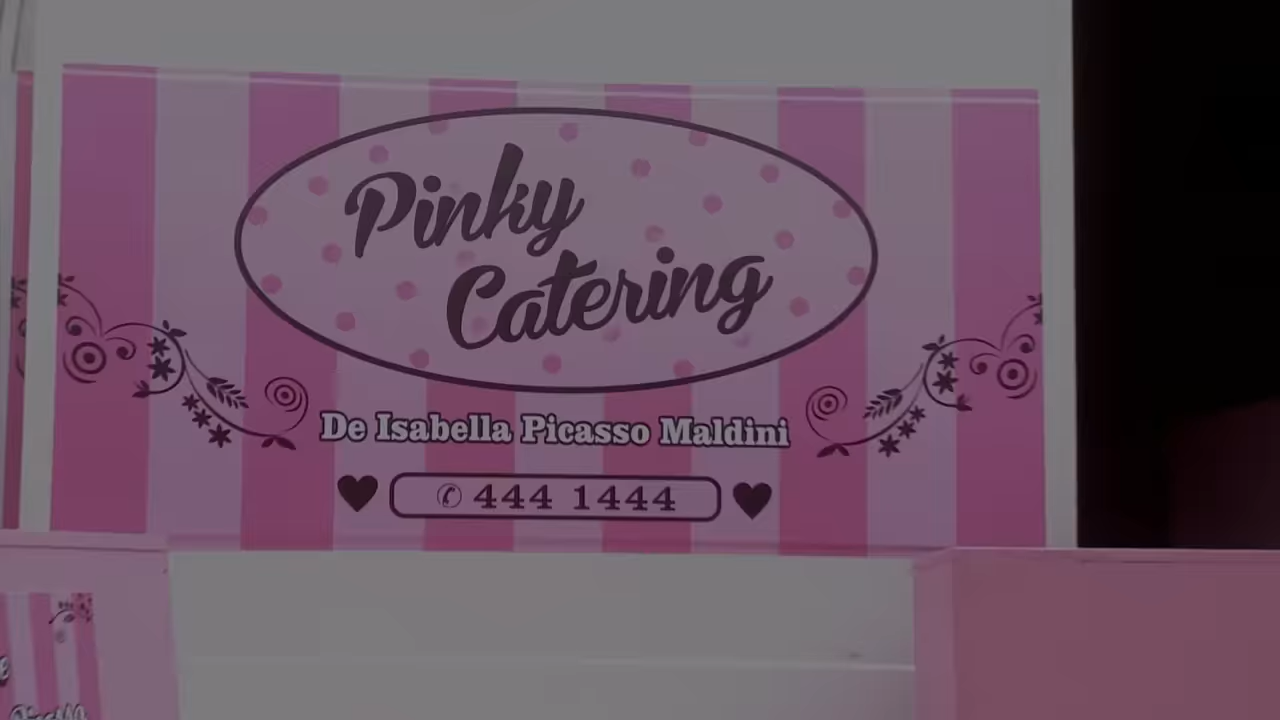 Pinky
Catering
De Isabella Picasso Maldini
✆ 444 1444